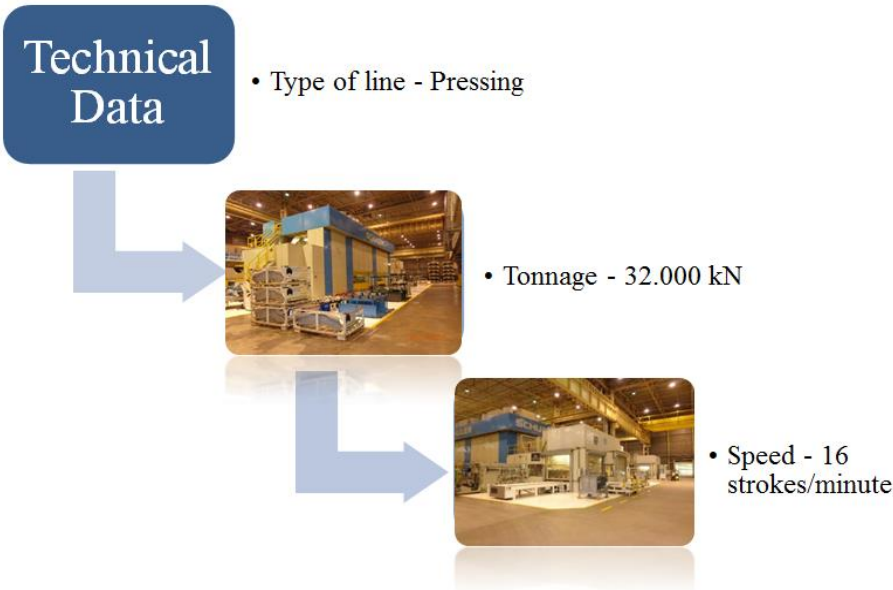 Technical
Data
• Type of line - Pressing
• Tonnage - 32.000 kN
• Speed - 16
strokes/minute